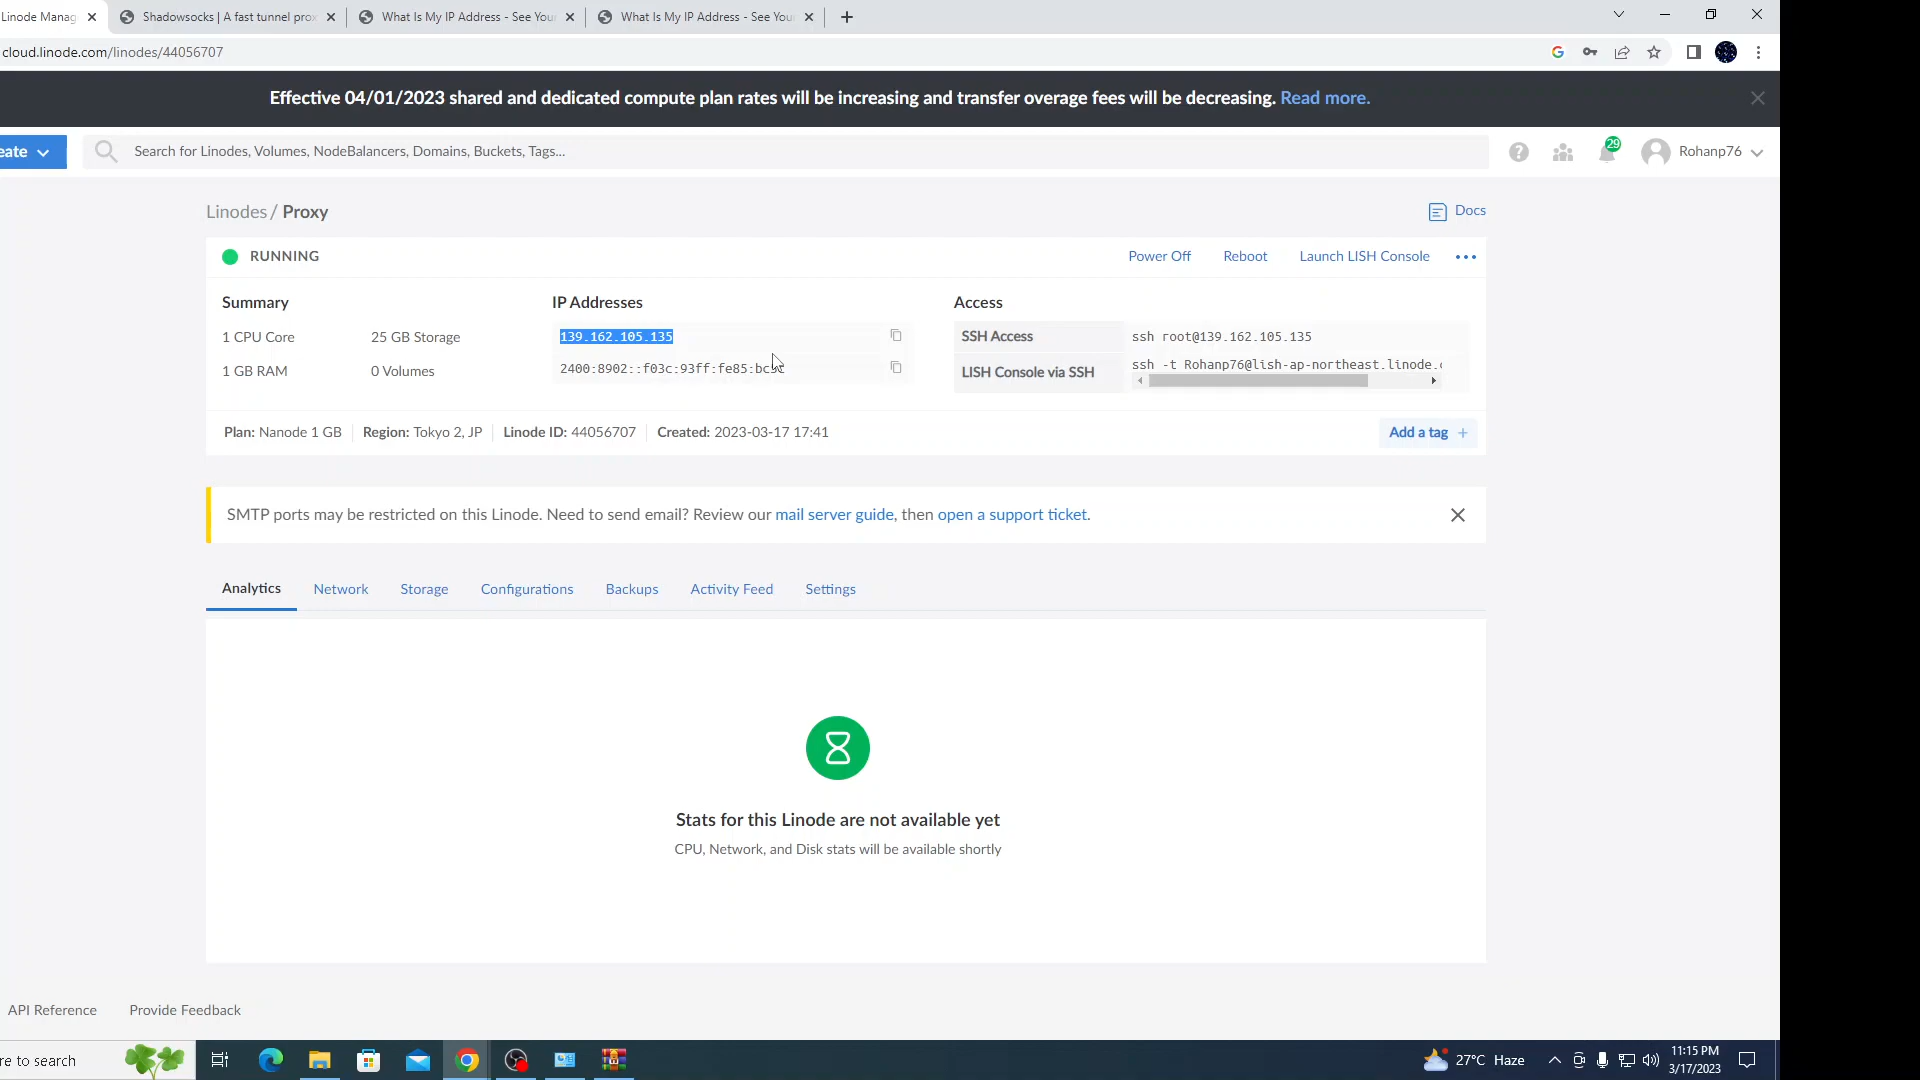 Linode Manag
Shadowsocks | A fast tunnel prox
What Is My IP Address - See Your
What Is My IP Address - See You
cloud.linode.com/linodes/44056707
Effective 04/01/2023 shared and dedicated compute plan rates will be increasing and transfer overage fees will be decreasing. Read more.
eate
Search for Linodes, Volumes, NodeBalancers, Domains, Buckets, Tags...
29
Rohanp76
Linodes / Proxy
Docs
RUNNING
Power Off
Reboot
Launch LISH Console
Summary
IP Addresses
Access
1 CPU Core
25 GB Storage
139.162.105.135
SSH Access
ssh root@139.162.105.135
1 GB RAM
0 Volumes
LISH Console via SSH
ssh -t Rohanp76@lish-ap-northeast.linode.
Plan: Nanode 1 GB
Region: Tokyo 2, JP
Linode ID: 44056707
Created: 2023-03-17 17:41
Add a tag +
SMTP ports may be restricted on this Linode. Need to send email? Review our mail server guide, then open a support ticket.
Analytics
Network
Storage
Configurations
Backups
Activity Feed
Settings
Stats for this Linode are not available yet
CPU, Network, and Disk stats will be available shortly
API Reference
Provide Feedback
re to search
27°C Haze
11:15 PM
3/17/2023